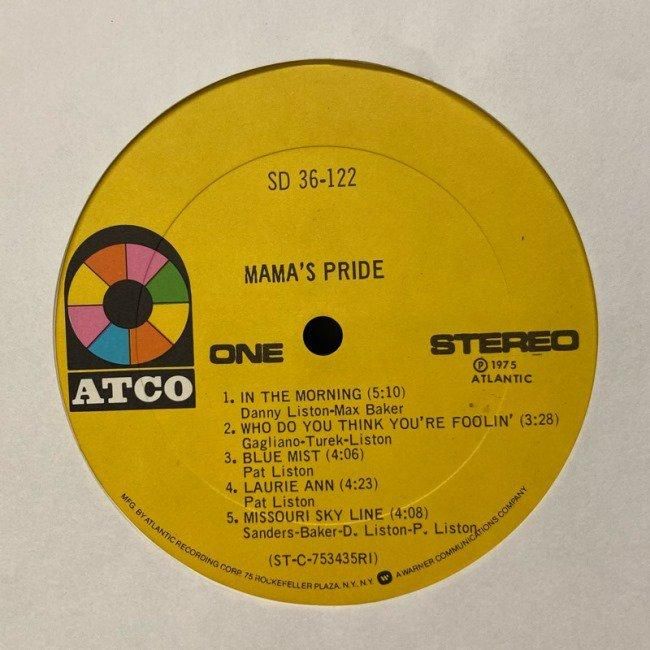 SD 36-122
MAMA'S PRIDE
ATCO
ONE
STEREO
Ⓟ 1975
ATLANTIC
1. IN THE MORNING (5:10)
Danny Liston-Max Baker
2. WHO DO YOU THINK YOU'RE FOOLIN' (3:28)
Gagliano-Turek-Liston
3. BLUE MIST (4:06)
Pat Liston
4. LAURIE ANN (4:23)
Pat Liston
5. MISSOURI SKY LINE (4:08)
Sanders-Baker-D. Liston-P. Liston
(ST-C-753435RI)
MFG. BY ATLANTIC RECORDING CORP. 75 ROCKEFELLER PLAZA, N.Y. N.Y. W A WARNER COMMUNICATIONS COMPANY